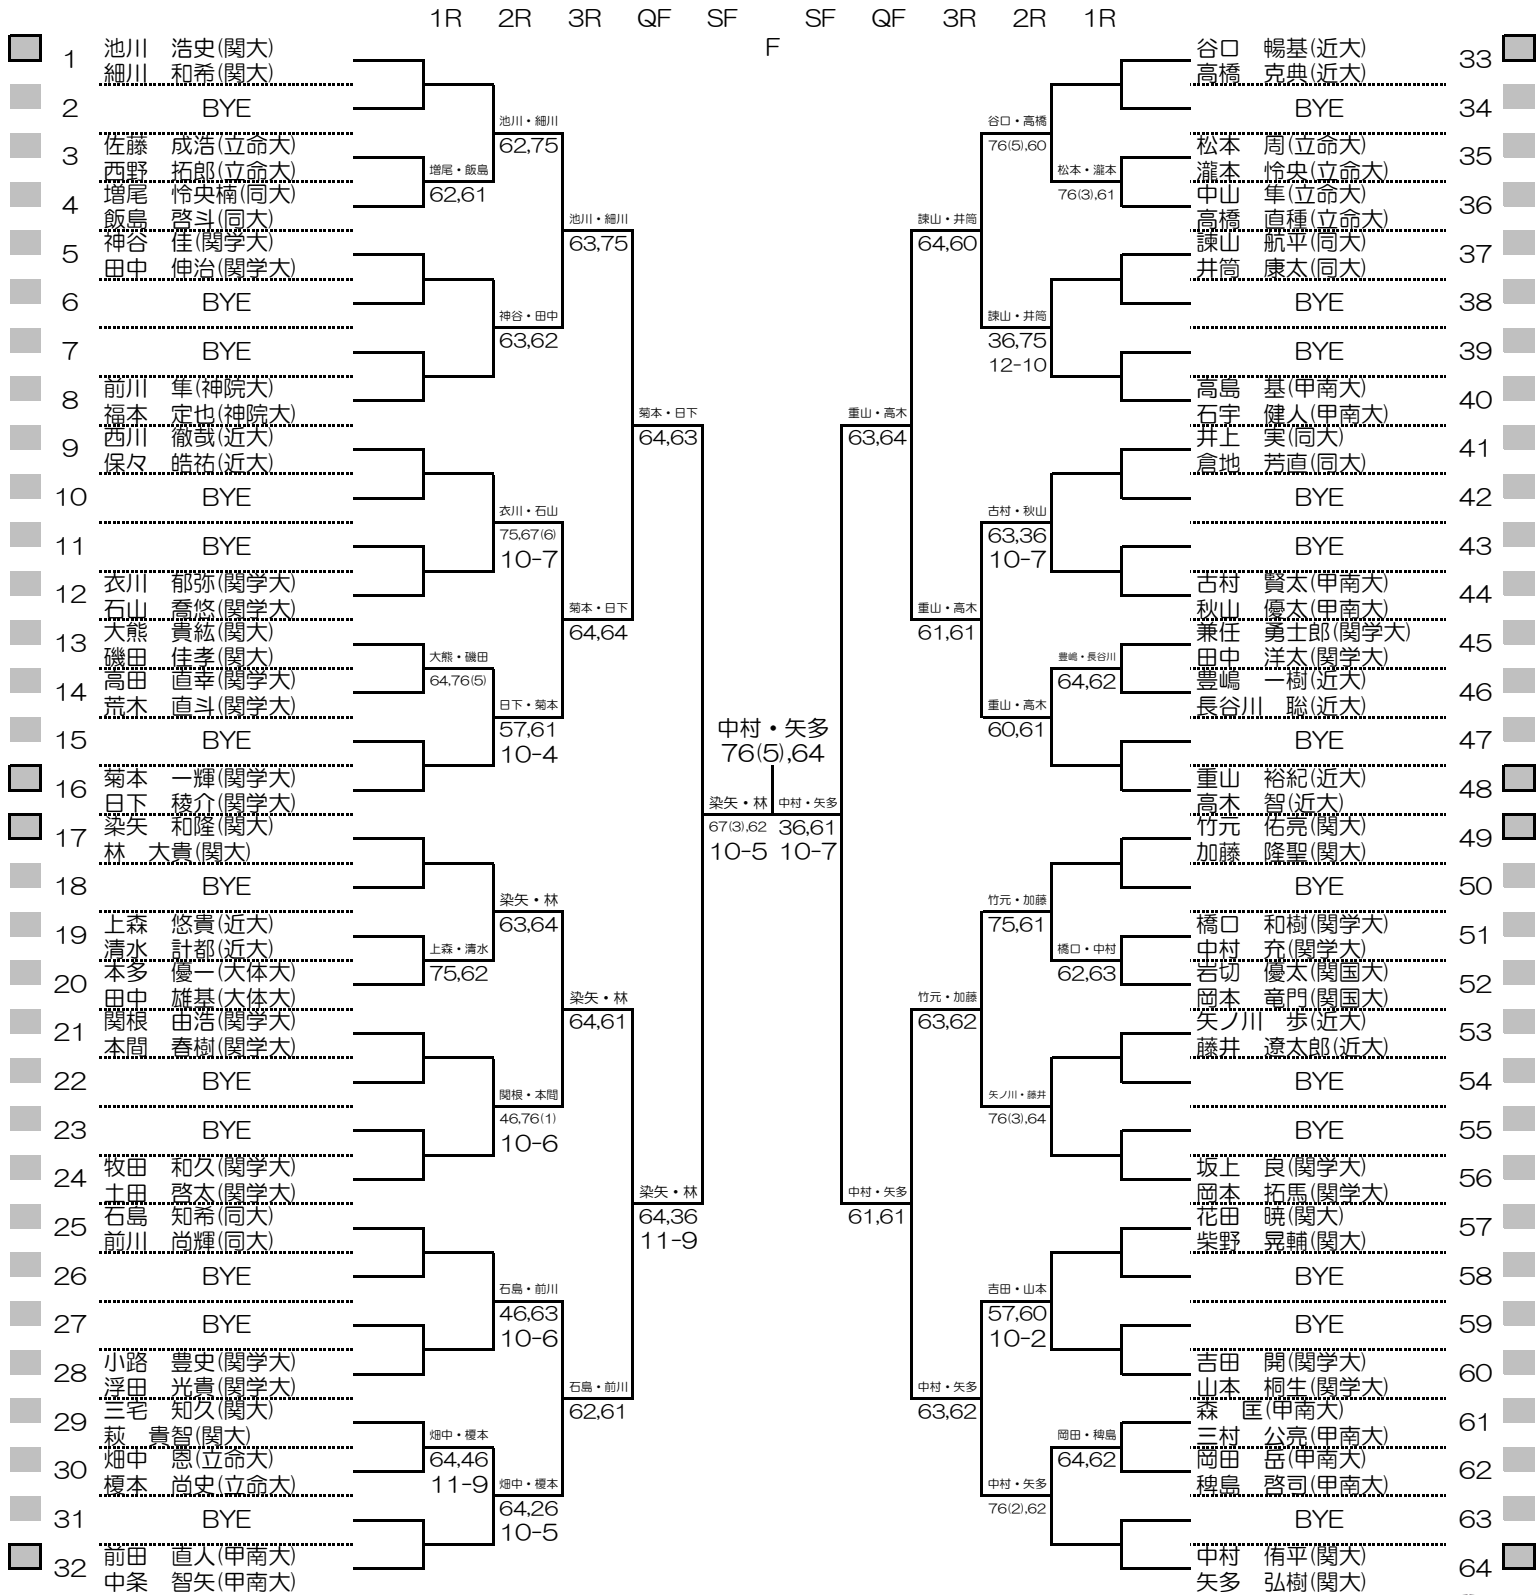 1R 2R 3R QF SF SF QF 3R 2R 1R
F
1 池川 浩史(関大)
細川 和希(関大)
2 BYE
3 佐藤 成浩(立命大)
西野 拓郎(立命大)
4 増尾 怜央楠(同大)
飯島 啓斗(同大)
5 神谷 佳(関学大)
田中 伸治(関学大)
6 BYE
7 BYE
8 前川 隼(神院大)
福本 定也(神院大)
9 西川 徹哉(近大)
保々 皓祐(近大)
10 BYE
11 BYE
12 衣川 郁弥(関学大)
石山 喬悠(関学大)
13 大熊 貴紘(関大)
磯田 佳孝(関大)
14 高田 直幸(関学大)
荒木 直斗(関学大)
15 BYE
16 菊本 一輝(関学大)
日下 稜介(関学大)
17 染矢 和隆(関大)
林 大貴(関大)
18 BYE
19 上森 悠貴(近大)
清水 計都(近大)
20 本多 優一(大体大)
田中 雄基(大体大)
21 関根 由浩(関学大)
本間 春樹(関学大)
22 BYE
23 BYE
24 牧田 和久(関学大)
土田 啓太(関学大)
25 石島 知希(同大)
前川 尚輝(同大)
26 BYE
27 BYE
28 小路 豊史(関学大)
浮田 光貴(関学大)
29 三宅 知久(関大)
萩 貴智(関大)
30 畑中 恩(立命大)
榎本 尚史(立命大)
31 BYE
32 前田 直人(甲南大)
中条 智矢(甲南大)
増尾・飯島
62,61
大熊・磯田
64,76(5)
上森・清水
75,62
畑中・榎本
64,46
11-9
池川・細川
62,75
神谷・田中
63,62
衣川・石山
75,67(6)
10-7
日下・菊本
57,61
10-4
染矢・林
63,64
関根・本間
46,76(1)
10-6
石島・前川
46,63
10-6
畑中・榎本
64,26
10-5
池川・細川
63,75
菊本・日下
64,64
染矢・林
64,61
石島・前川
62,61
菊本・日下
64,63
染矢・林
64,36
11-9
中村・矢多
76(5),64
染矢・林
67(3),62
10-5
中村・矢多
36,61
10-7
重山・高木
63,64
中村・矢多
61,61
諫山・井筒
64,60
重山・高木
61,61
竹元・加藤
63,62
中村・矢多
63,62
谷口・高橋
76(5),60
諫山・井筒
36,75
12-10
古村・秋山
63,36
10-7
重山・高木
60,61
竹元・加藤
75,61
矢ノ川・藤井
76(3),64
吉田・山本
57,60
10-2
中村・矢多
76(2),62
松本・瀧本
76(3),61
豊嶋・長谷川
64,62
橋口・中村
62,63
岡田・稗島
64,62
谷口 暢基(近大) 33
高橋 克典(近大)
BYE 34
松本 周(立命大) 35
瀧本 怜央(立命大)
中山 隼(立命大) 36
高橋 直種(立命大)
諫山 航平(同大) 37
井筒 康太(同大)
BYE 38
BYE 39
高島 基(甲南大) 40
石宇 健人(甲南大)
井上 実(同大) 41
倉地 芳直(同大)
BYE 42
BYE 43
古村 賢太(甲南大) 44
秋山 優太(甲南大)
兼任 勇士郎(関学大) 45
田中 洋太(関学大)
豊嶋 一樹(近大) 46
長谷川 聡(近大)
BYE 47
重山 裕紀(近大) 48
高木 智(近大)
竹元 佑亮(関大) 49
加藤 隆聖(関大)
BYE 50
橋口 和樹(関学大) 51
中村 充(関学大)
岩切 優太(関国大) 52
岡本 竜門(関国大)
矢ノ川 歩(近大) 53
藤井 遼太郎(近大)
BYE 54
BYE 55
坂上 良(関学大) 56
岡本 拓馬(関学大)
花田 暁(関大) 57
柴野 晃輔(関大)
BYE 58
BYE 59
吉田 開(関学大) 60
山本 桐生(関学大)
森 匡(甲南大) 61
三村 公亮(甲南大)
岡田 岳(甲南大) 62
稗島 啓司(甲南大)
BYE 63
中村 侑平(関大) 64
矢多 弘樹(関大)